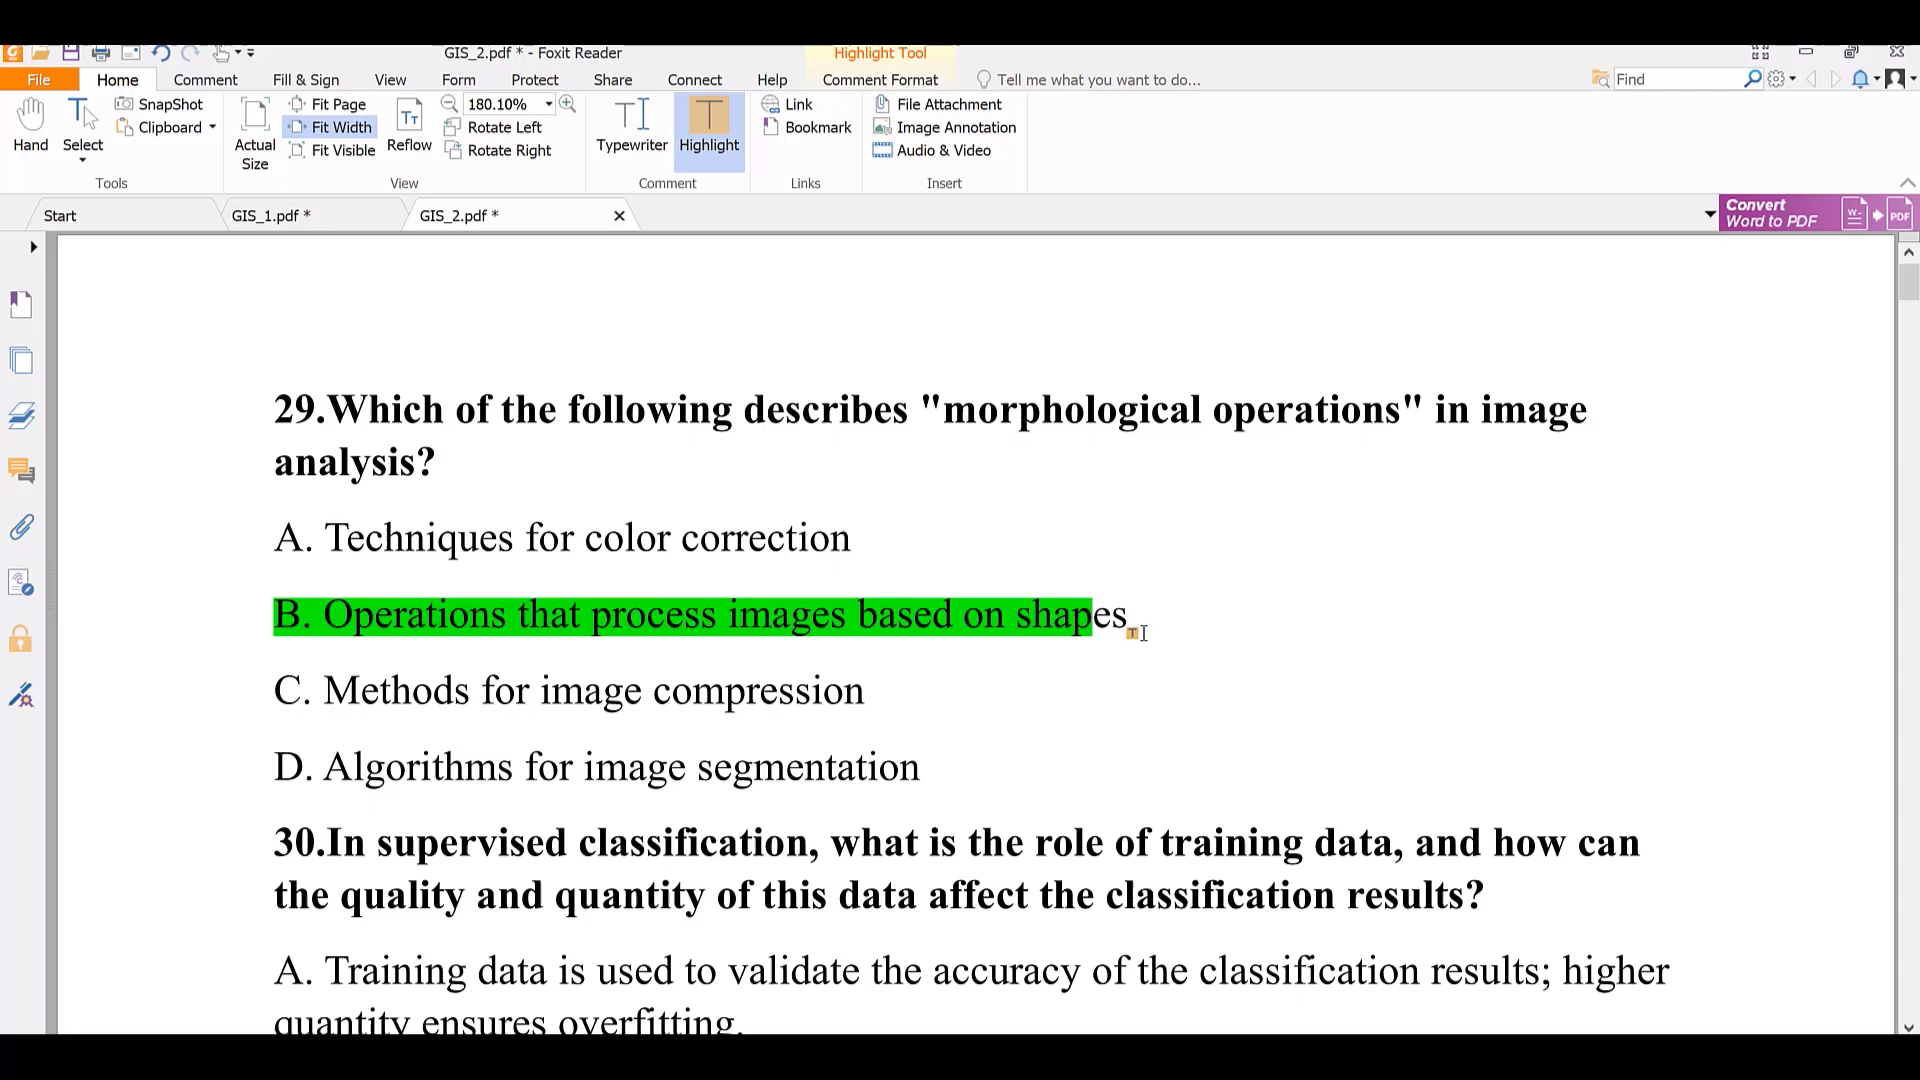 GIS_2.pdf * - Foxit Reader
Highlight Tool
File
Home
Comment
Fill & Sign
View
Form
Protect
Share
Connect
Help
Comment Format
Tell me what you want to do...
Find
Hand
Select
SnapShot
Clipboard
Actual
Size
Fit Page
Fit Width
Fit Visible
Reflow
180.10%
Rotate Left
Rotate Right
Typewriter
Highlight
Link
Bookmark
File Attachment
Image Annotation
Audio & Video
Tools
View
Comment
Links
Insert
Start
GIS_1.pdf *
GIS_2.pdf *
Convert
Word to PDF
W
PDF
29.Which of the following describes "morphological operations" in image
analysis?
A. Techniques for color correction
B. Operations that process images based on shapes
C. Methods for image compression
D. Algorithms for image segmentation
30.In supervised classification, what is the role of training data, and how can
the quality and quantity of this data affect the classification results?
A. Training data is used to validate the accuracy of the classification results; higher
quantity ensures overfitting.